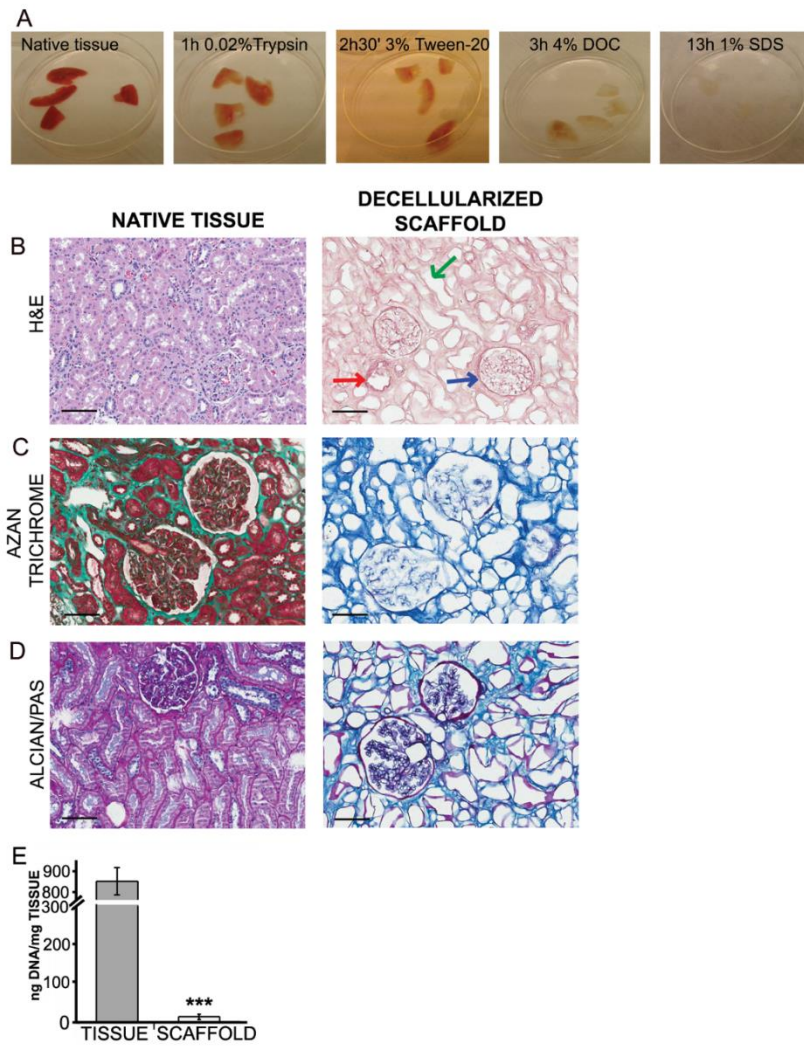 A
Native tissue
1h 0.02%Trypsin
2h30' 3% Tween-20
3h 4% DOC
13h 1% SDS
NATIVE TISSUE
DECELLULARIZED
SCAFFOLD
B
H&E
C
AZAN
TRICHROME
D
ALCIAN/PAS
E
ng DNA/mg TISSUE
900
800
300
200
100
0
***
TISSUE
SCAFFOLD